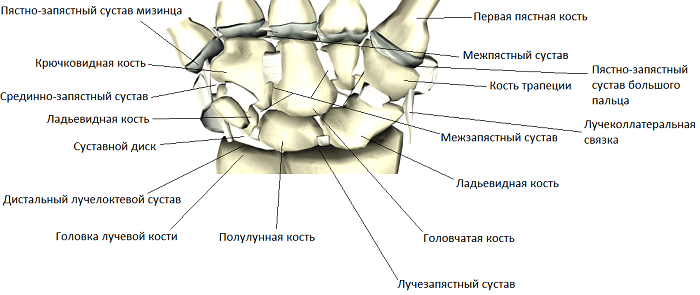 Пястно-запястный сустав мизинца
Крючковидная кость
Срединно-запястный сустав
Ладьевидная кость
Суставной диск
Дистальный лучелоктевой сустав
Головка лучевой кости
Полулунная кость
Первая пястная кость
Межпястный сустав
Пястно-запястный
сустав большого
пальца
Кость трапеции
Лучеколлатеральная
связка
Межзапястный сустав
Ладьевидная кость
Головчатая кость
Лучезапястный сустав